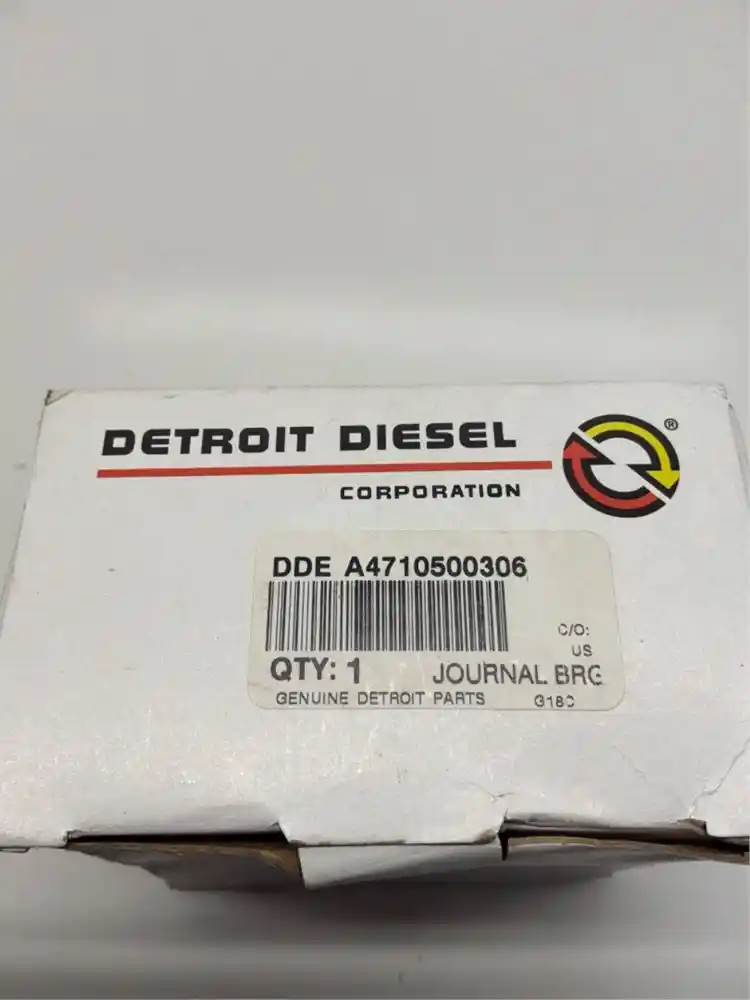 DETROIT DIESEL ®
CORPORATION
DDE A4710500306
C/O:
US
QTY: 1 JOURNAL BRG
GENUINE DETROIT PARTS G18C